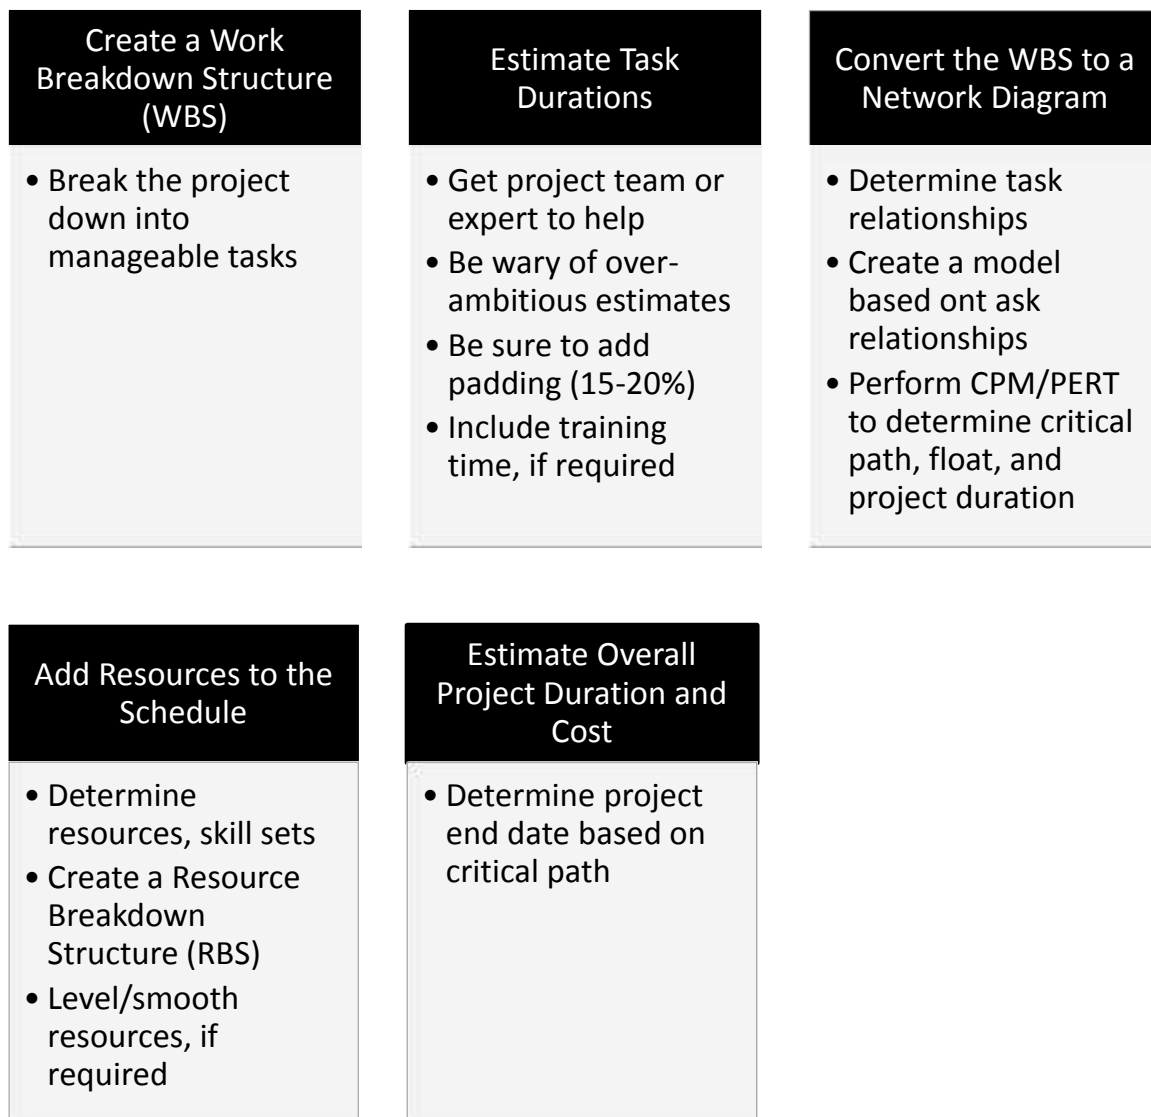 Create a Work
Breakdown Structure
(WBS)
• Break the project
down into
manageable tasks
Estimate Task
Durations
• Get project team or
expert to help
• Be wary of over-
ambitious estimates
• Be sure to add
padding (15-20%)
• Include training
time, if required
Convert the WBS to a
Network Diagram
• Determine task
relationships
• Create a model
based ont ask
relationships
• Perform CPM/PERT
to determine critical
path, float, and
project duration
Add Resources to the
Schedule
• Determine
resources, skill sets
• Create a Resource
Breakdown
Structure (RBS)
• Level/smooth
resources, if
required
Estimate Overall
Project Duration and
Cost
• Determine project
end date based on
critical path